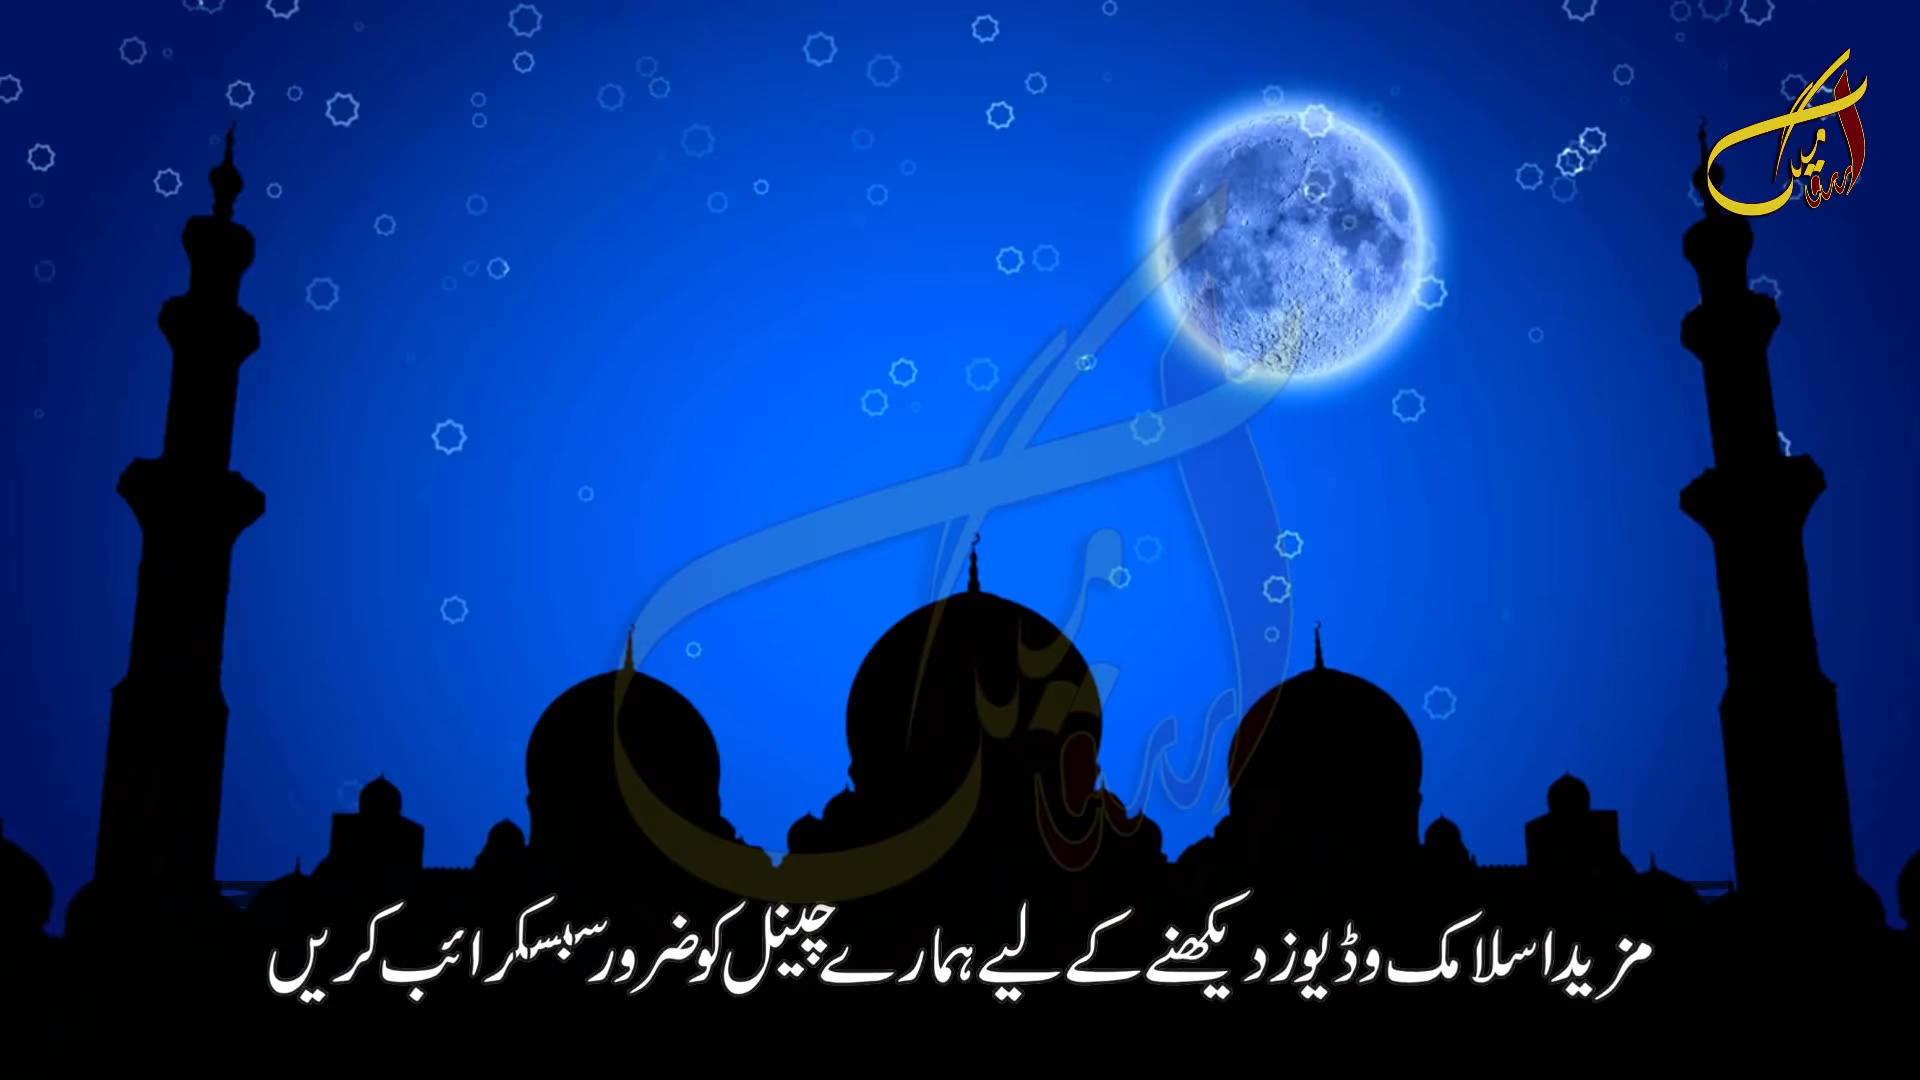 مزید اسلامک وڈیوز دیکھنے کے لیے ہمارے چینل کو ضرور سبسکرائب کریں